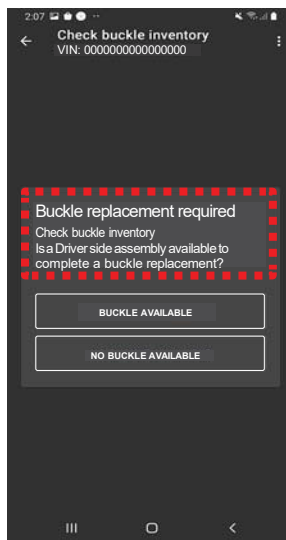 2:07
Check buckle inventory
VIN: 0000000000000000
Buckle replacement required
Check buckle inventory
Is a Driver side assembly available to
complete a buckle replacement?
BUCKLE AVAILABLE
NO BUCKLE AVAILABLE